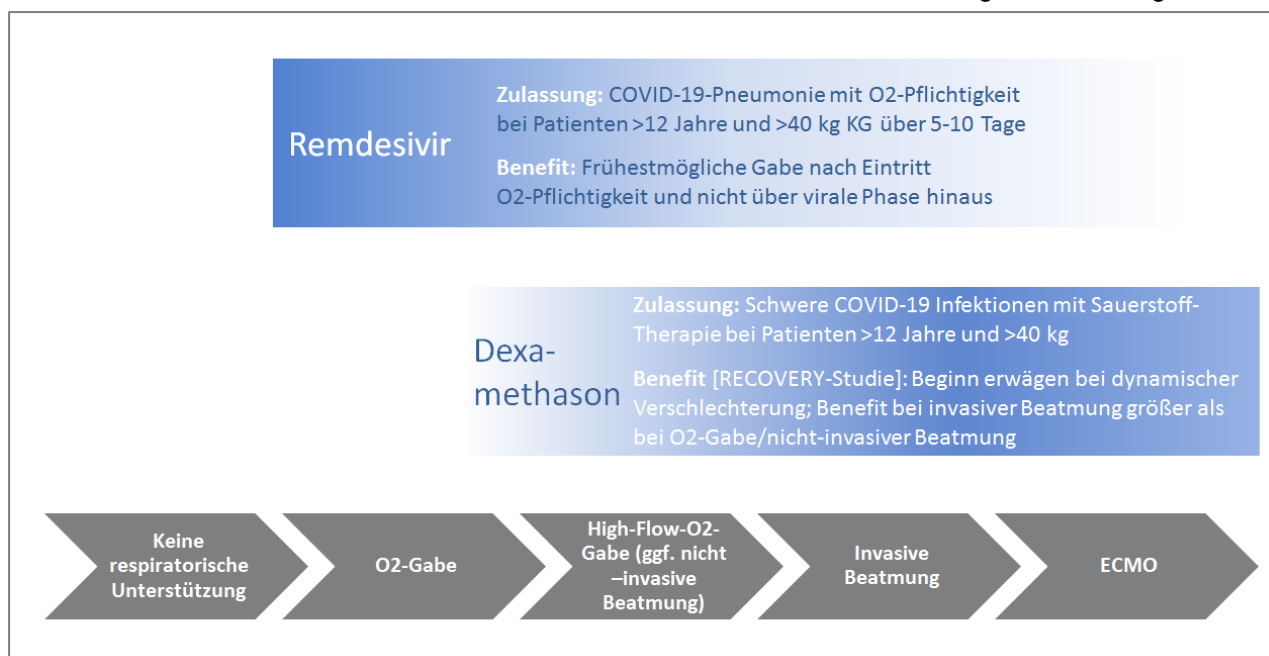 Remdesivir
Zulassung: COVID-19-Pneumonie mit O2-Pflichtigkeit
bei Patienten >12 Jahre und >40 kg KG über 5-10 Tage
Benefit: Frühestmögliche Gabe nach Eintritt
O2-Pflichtigkeit und nicht über virale Phase hinaus
Dexa-
methason
Zulassung: Schwere COVID-19 Infektionen mit Sauerstoff-
Therapie bei Patienten >12 Jahre und >40 kg
Benefit [RECOVERY-Studie]: Beginn erwägen bei dynamischer
Verschlechterung; Benefit bei invasiver Beatmung größer als
bei O2-Gabe/nicht-invasiver Beatmung
Keine
respiratorische
Unterstützung
O2-Gabe
High-Flow-O2-
Gabe (ggf. nicht
–invasive
Beatmung)
Invasive
Beatmung
ECMO